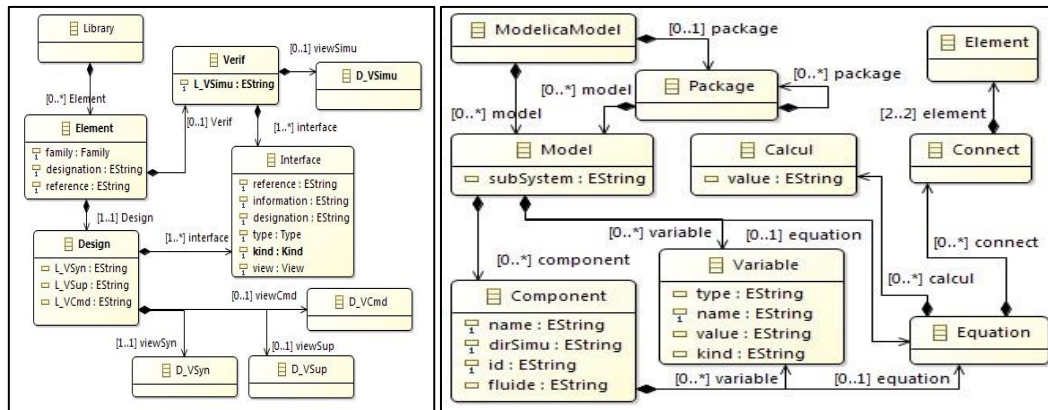 Library
[0..*] Element
Verif
L_VSimu : EString
[0..1] viewSimu
D_VSimu
[0..1] Verif
[1..*] interface
Element
family : Family
designation : EString
reference : EString
[1..1] Design
Interface
reference : EString
information : EString
designation : EString
type : Type
kind : Kind
view : View
Design
L_VSyn : EString
L_VSup : EString
L_VCmd : EString
[1..*] interface
[0..1] viewCmd
D_VCmd
[1..1] viewSyn
[0..1] viewSup
D_VSyn
D_VSup
ModelicaModel
[0..1] package
Element
[0..*] model
Package
[0..*] package
[0..*] model
[2..2] element
Model
subSystem : EString
Calcul
value : EString
Connect
[0..*] variable
[0..1] equation
[0..*] connect
[0..*] component
[0..*] calcul
Component
name : EString
dirSimu : EString
id : EString
fluide : EString
Variable
type : EString
name : EString
value : EString
kind : EString
Equation
[0..*] variable
[0..1] equation